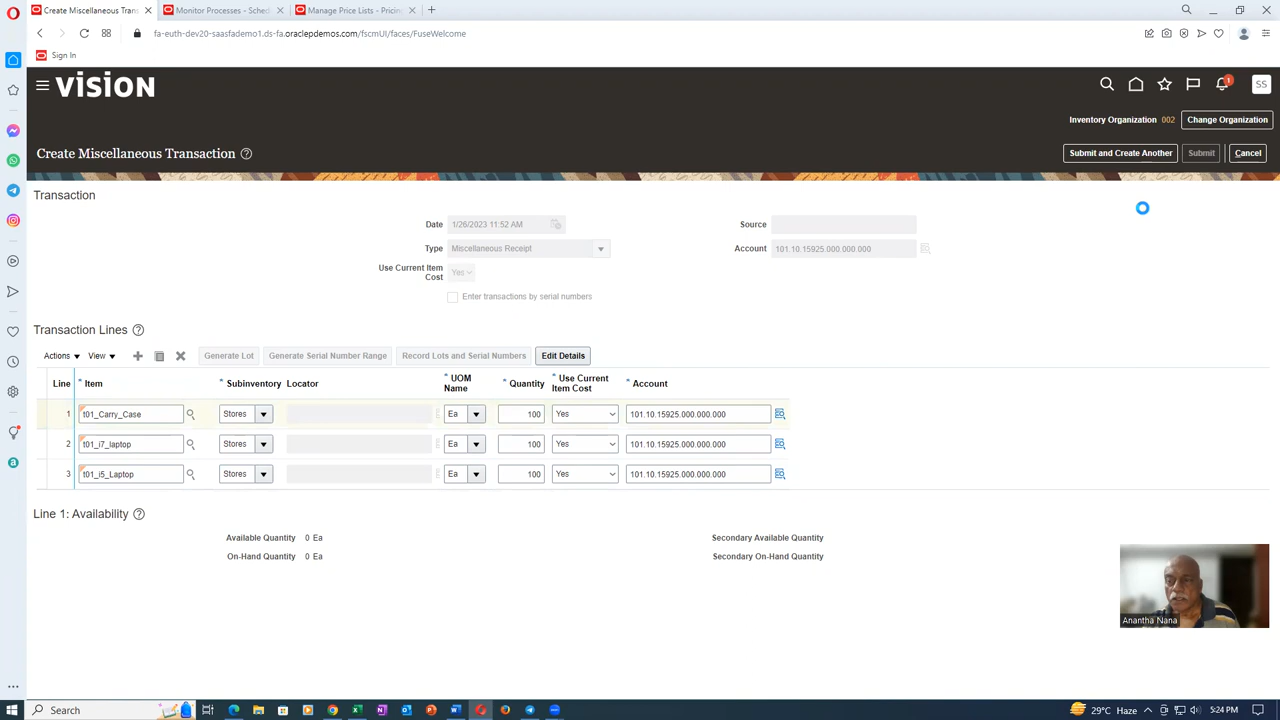 Create Miscellaneous Trans
Monitor Processes - Sched
Manage Price Lists - Pricing
fa-euth-dev20-saasfademo1.ds-fa.oraclepdemos.com/fscmUI/faces/FuseWelcome
Sign In
VISION
1
SS
Inventory Organization 002 Change Organization
Create Miscellaneous Transaction
Submit and Create Another Submit Cancel
Transaction
Date 1/26/2023 11:52 AM
Source
Type Miscellaneous Receipt
Account 101.10.15925.000.000.000
Use Current Item Cost Yes
Enter transactions by serial numbers
Transaction Lines
Actions View Generate Lot Generate Serial Number Range Record Lots and Serial Numbers Edit Details
Line * Item * Subinventory Locator * UOM Name * Quantity * Use Current Item Cost * Account
1 t01_Carry_Case Stores Ea 100 Yes 101.10.15925.000.000.000
2 t01_i7_laptop Stores Ea 100 Yes 101.10.15925.000.000.000
3 t01_i5_Laptop Stores Ea 100 Yes 101.10.15925.000.000.000
Line 1: Availability
Available Quantity 0 Ea
Secondary Available Quantity
On-Hand Quantity 0 Ea
Secondary On-Hand Quantity
Anantha Nana
Search
29°C Haze
5:24 PM